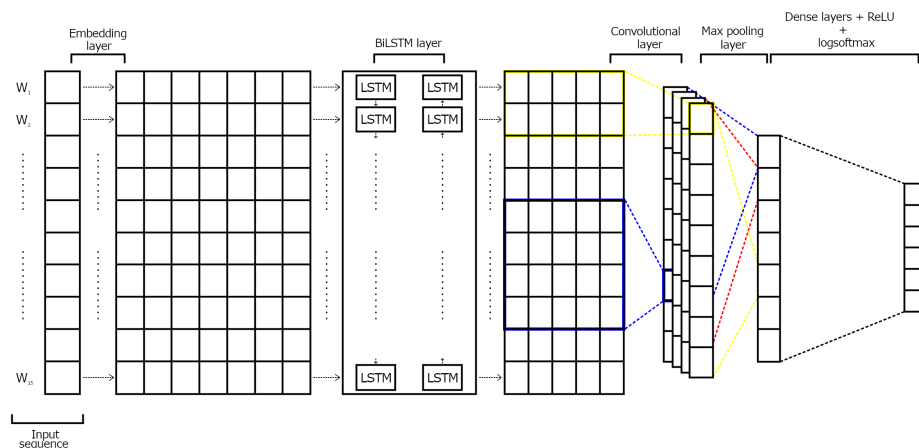 Embedding
layer
BiLSTM layer
Convolutional
layer
Max pooling
layer
Dense layers + ReLU
+
logsoftmax
W₁
LSTM LSTM
W₂
LSTM LSTM
W₁₅
LSTM LSTM
Input
sequence